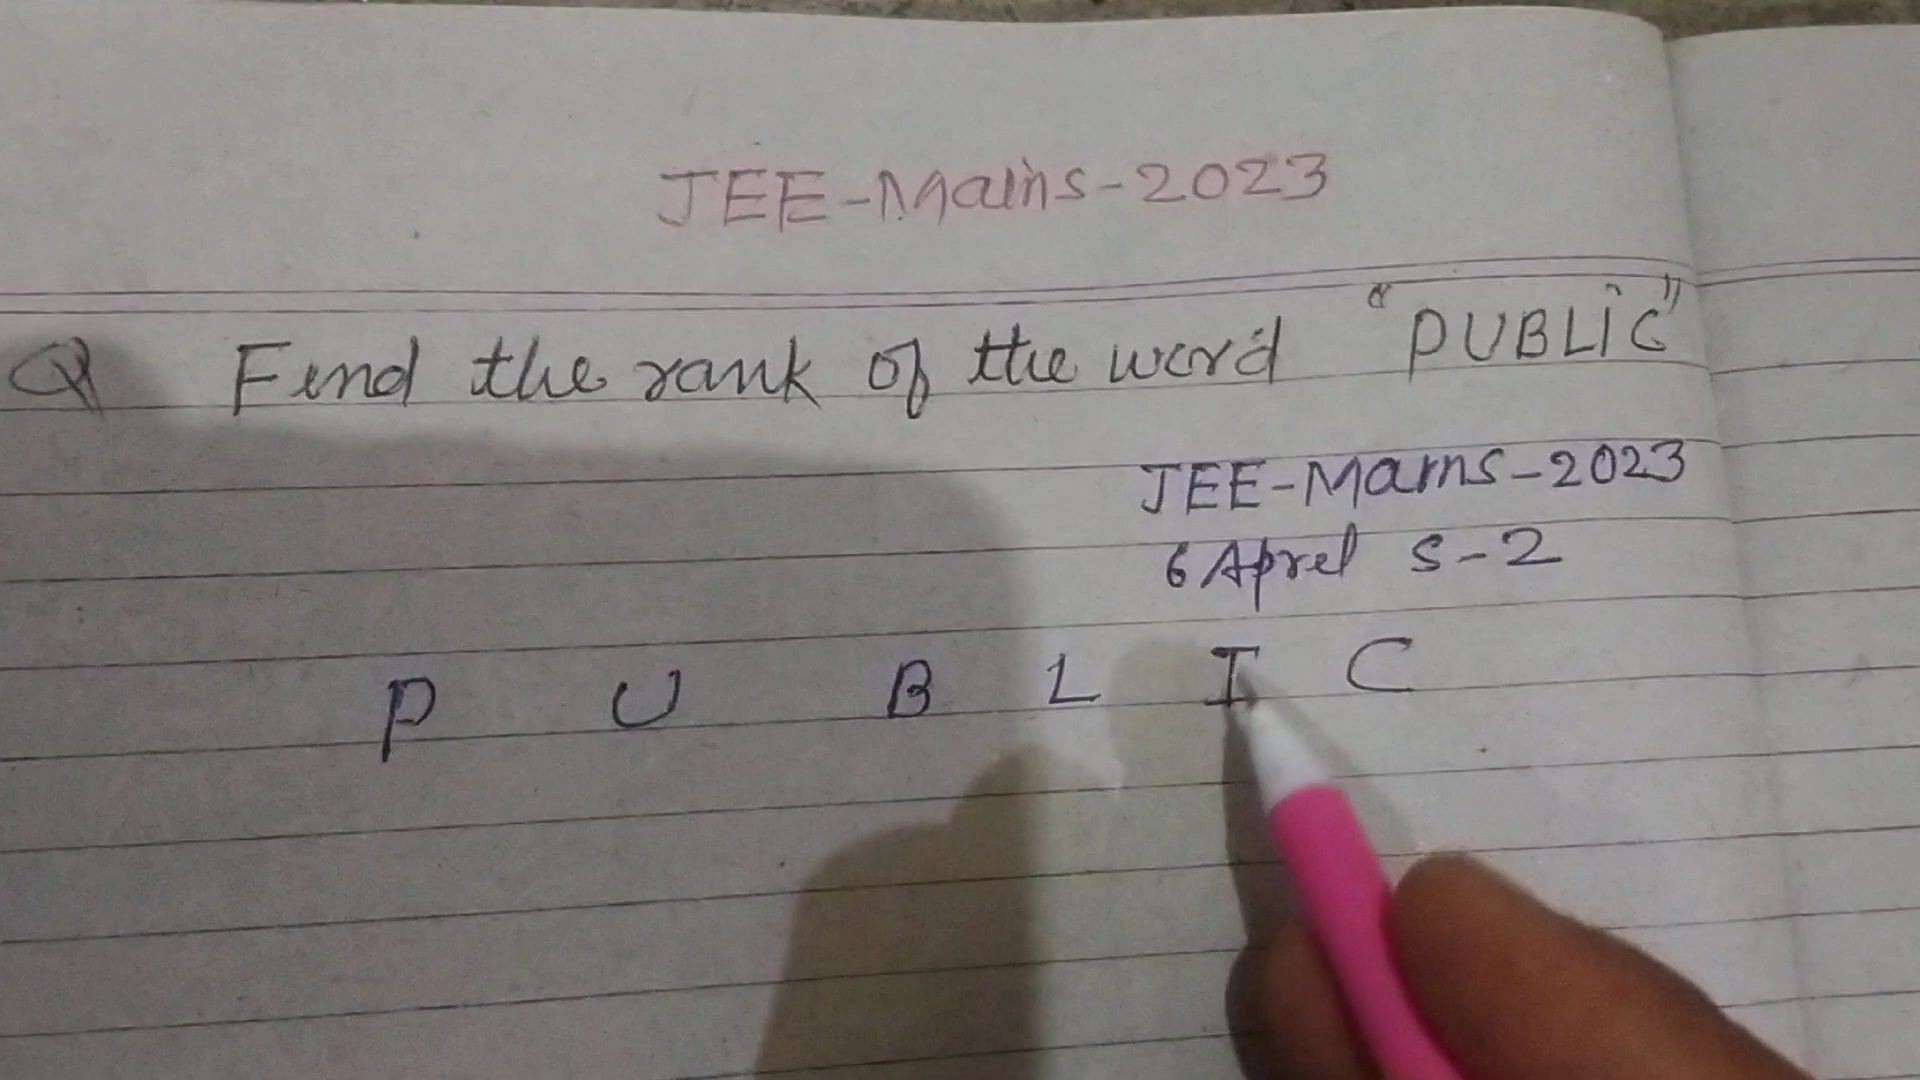 JEE-Mains-2023
Q Find the rank of the word "PUBLIC"
JEE-Mains-2023
6 April S-2
P U B L I C